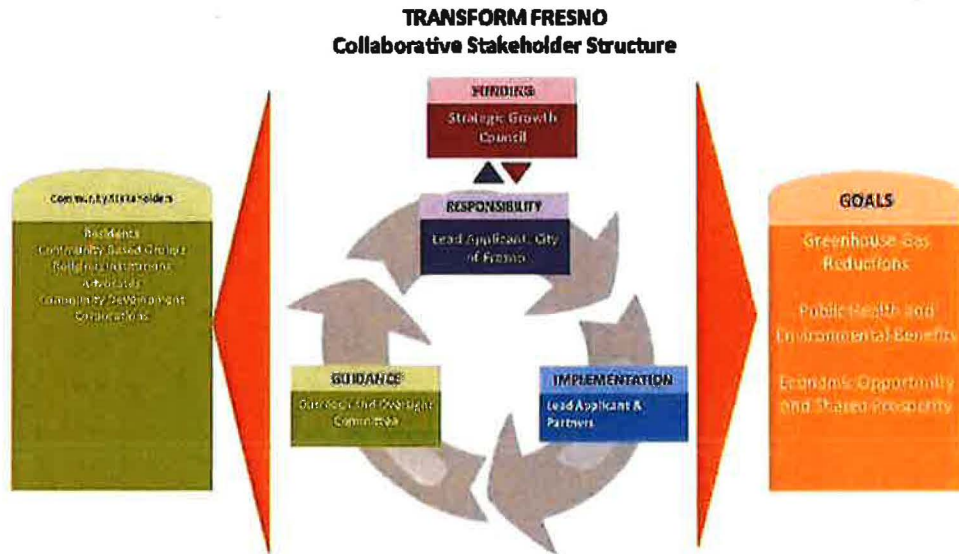 TRANSFORM FRESNO
Collaborative Stakeholder Structure
FUNDING
Strategic Growth
Council
Community Stakeholders
Residents
Community Based Groups
Religious Institutions
Advocates
Community Development
Corporations
RESPONSIBILITY
Lead Applicant: City
of Fresno
GUIDANCE
Outreach and Oversight
Committee
IMPLEMENTATION
Lead Applicant &
Partners
GOALS
Greenhouse Gas
Reductions
Public Health and
Environmental Benefits
Economic Opportunity
and Shared Prosperity